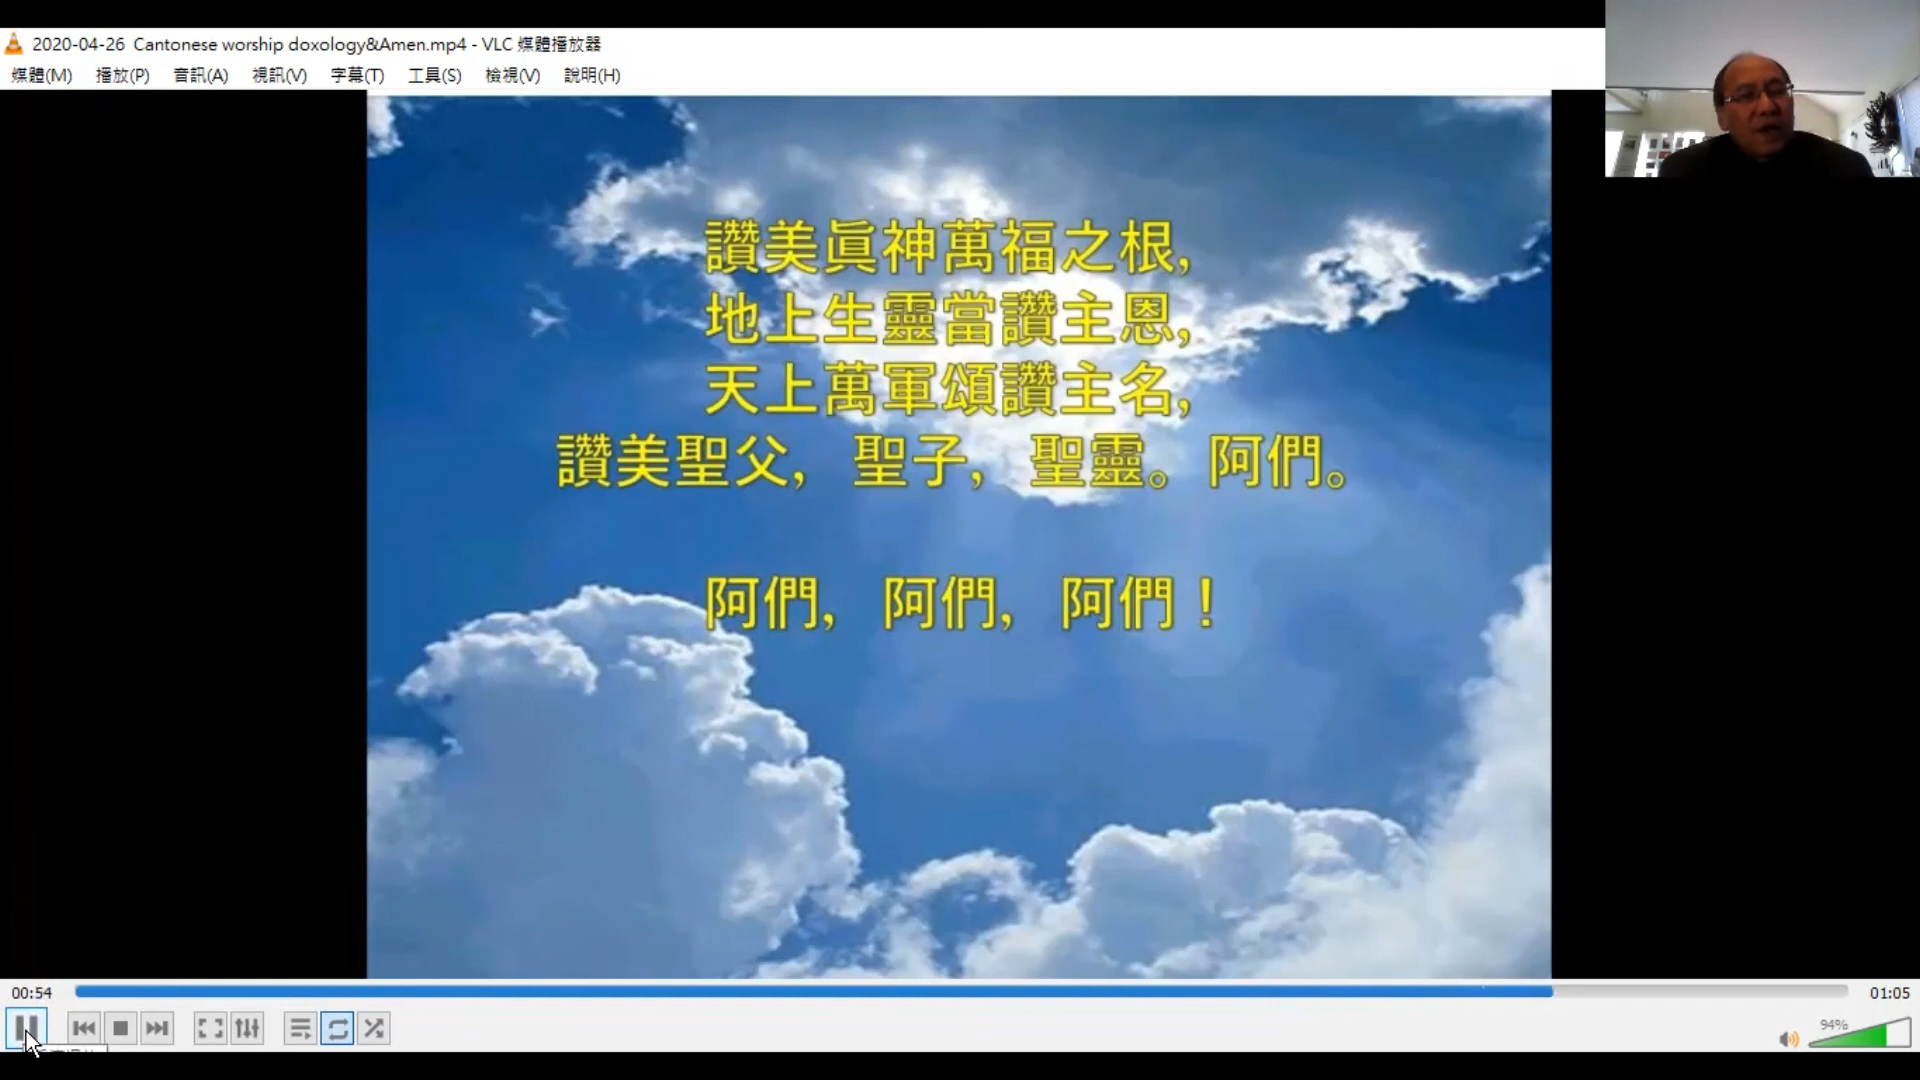 2020-04-26 Cantonese worship doxology&Amen.mp4 - VLC 媒體播放器
媒體(M) 播放(P) 音訊(A) 視訊(V) 字幕(T) 工具(S) 檢視(V) 說明(H)
讚美眞神萬福之根,
地上生靈當讚主恩,
天上萬軍頌讚主名,
讚美聖父, 聖子, 聖靈。阿們。
阿們, 阿們, 阿們！
00:54
01:05
94%